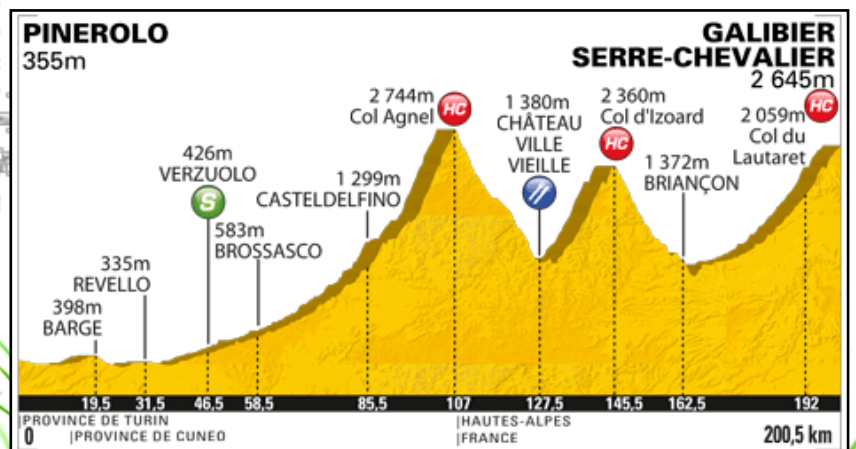 PINEROLO
355m
GALIBIER
SERRE-CHEVALIER
2 645m
HC
398m
BARGE
335m
REVELLO
426m
VERZUOLO
S
583m
BROSSASCO
1 299m
CASTELDELFINO
2 744m
Col Agnel
HC
1 380m
CHÂTEAU
VILLE
VIEILLE
2 360m
Col d'Izoard
HC
1 372m
BRIANÇON
2 059m
Col du
Lautaret
19,5 31,5 46,5 58,5 85,5 107 127,5 145,5 162,5 192
PROVINCE DE TURIN
HAUTES-ALPES
0
PROVINCE DE CUNEO
FRANCE
200,5 km